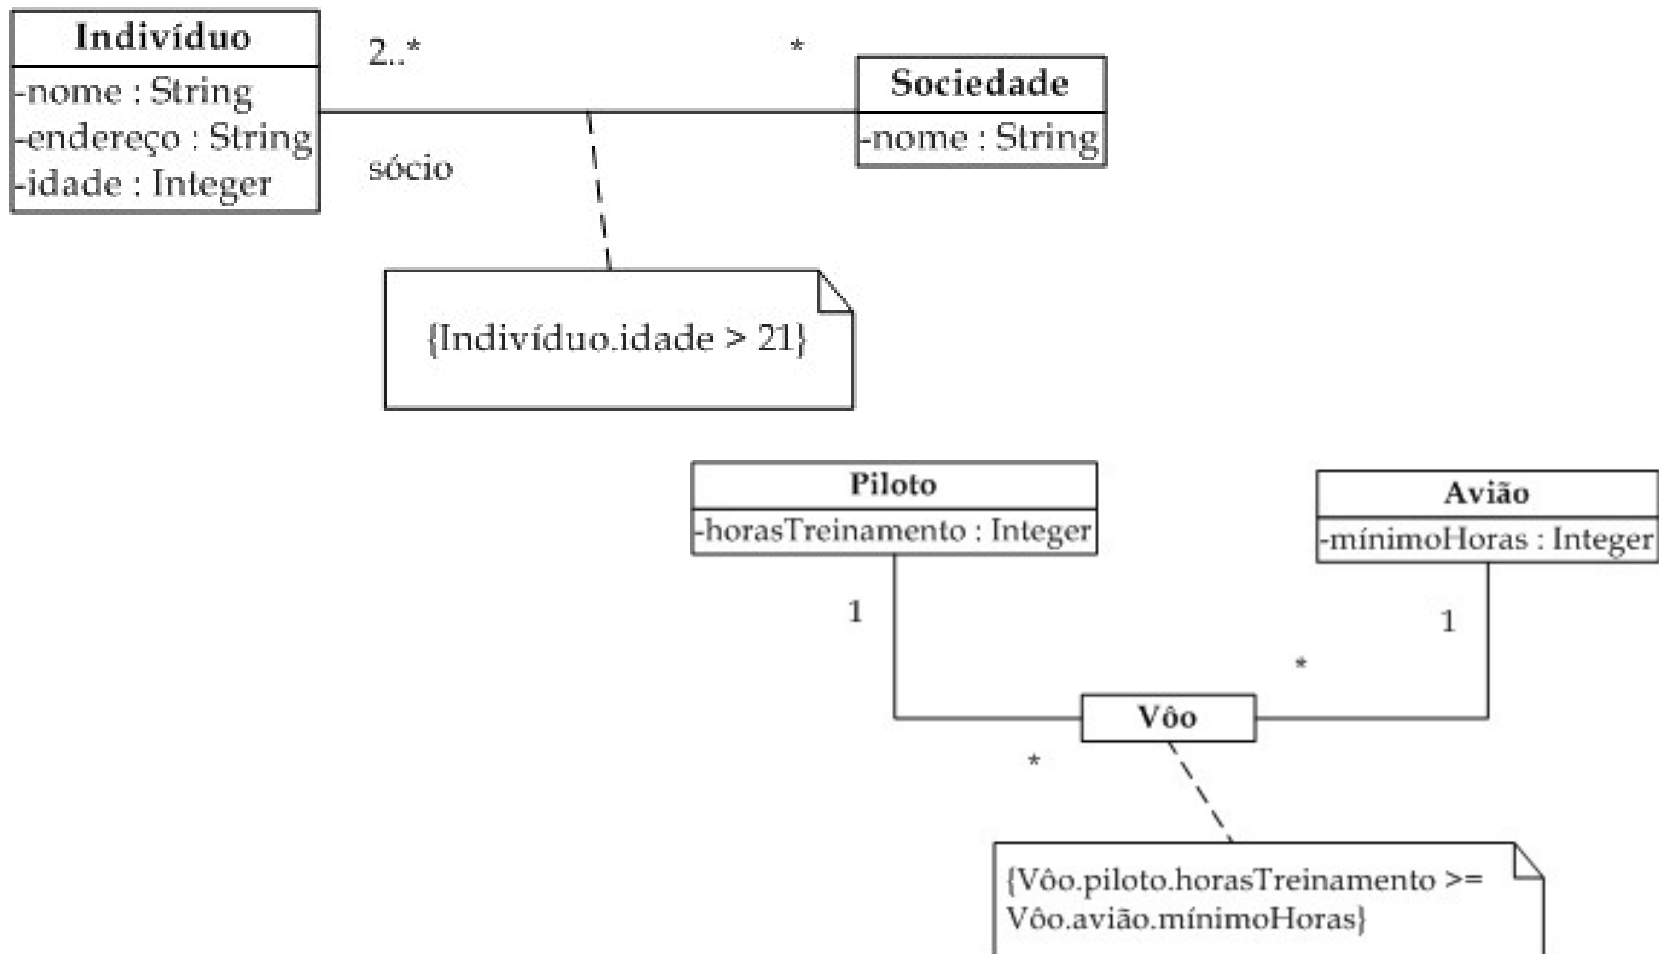 Indivíduo
-nome : String
-endereço : String
-idade : Integer
2..*
*
sócio
Sociedade
-nome : String
{Indivíduo.idade > 21}
Piloto
-horasTreinamento : Integer
Avião
-mínimoHoras : Integer
1
1
*
Vôo
*
{Vôo.piloto.horasTreinamento >=
Vôo.avião.mínimoHoras}